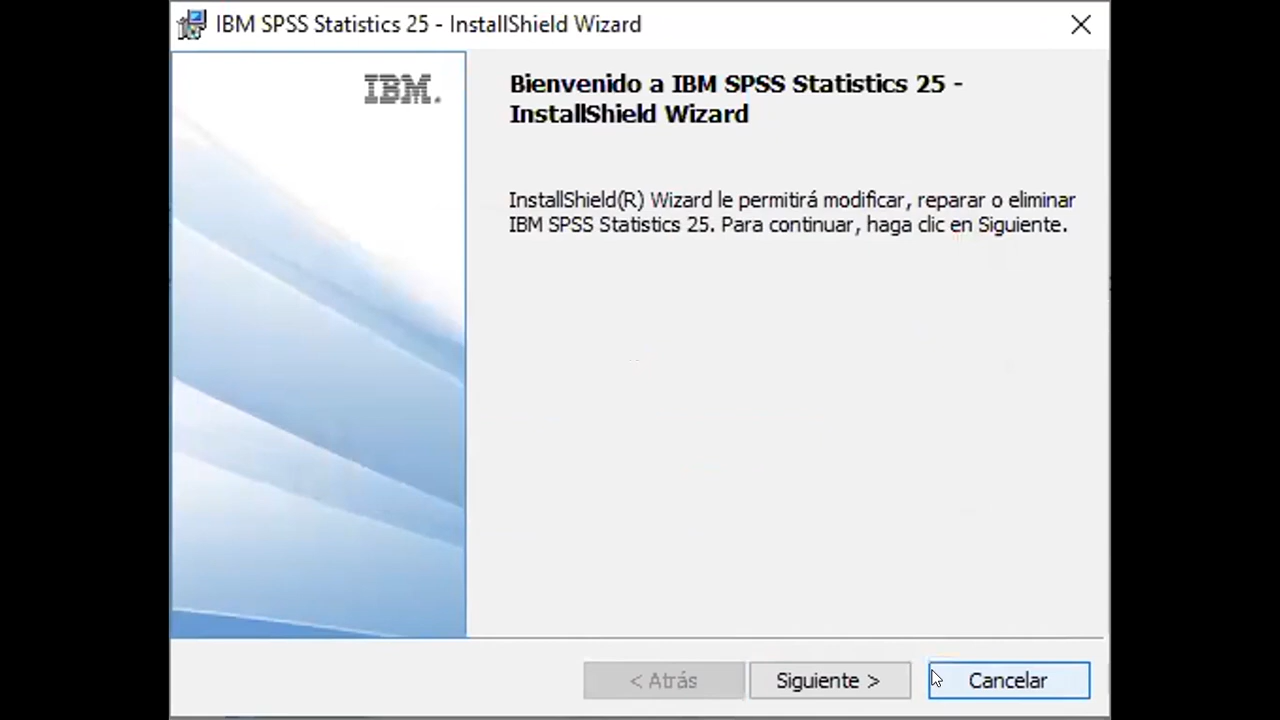 IBM SPSS Statistics 25 - InstallShield Wizard
IBM.
Bienvenido a IBM SPSS Statistics 25 -
InstallShield Wizard
InstallShield(R) Wizard le permitirá modificar, reparar o eliminar
IBM SPSS Statistics 25. Para continuar, haga clic en Siguiente.
< Atrás
Siguiente >
Cancelar